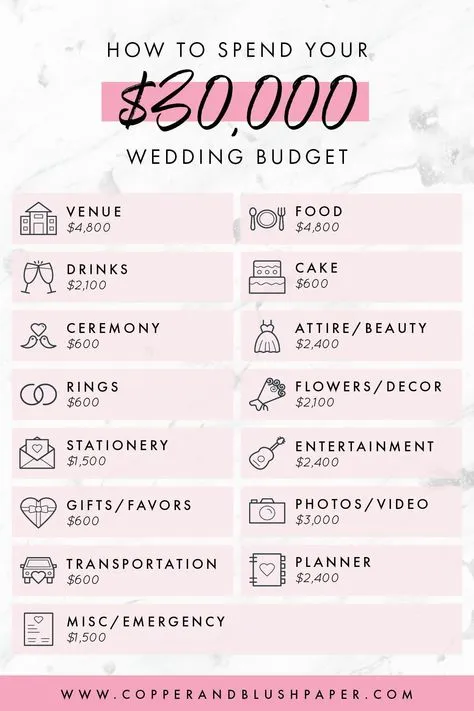 HOW TO SPEND YOUR
$30,000
WEDDING BUDGET
VENUE
$4,800
FOOD
$4,800
DRINKS
$2,100
CAKE
$600
CEREMONY
$600
ATTIRE/BEAUTY
$2,400
RINGS
$600
FLOWERS/DECOR
$2,100
STATIONERY
$1,500
ENTERTAINMENT
$2,400
GIFTS/FAVORS
$600
PHOTOS/VIDEO
$3,000
TRANSPORTATION
$600
PLANNER
$2,400
MISC/EMERGENCY
$1,500
WWW.COPPERANDBLUSHPAPER.COM